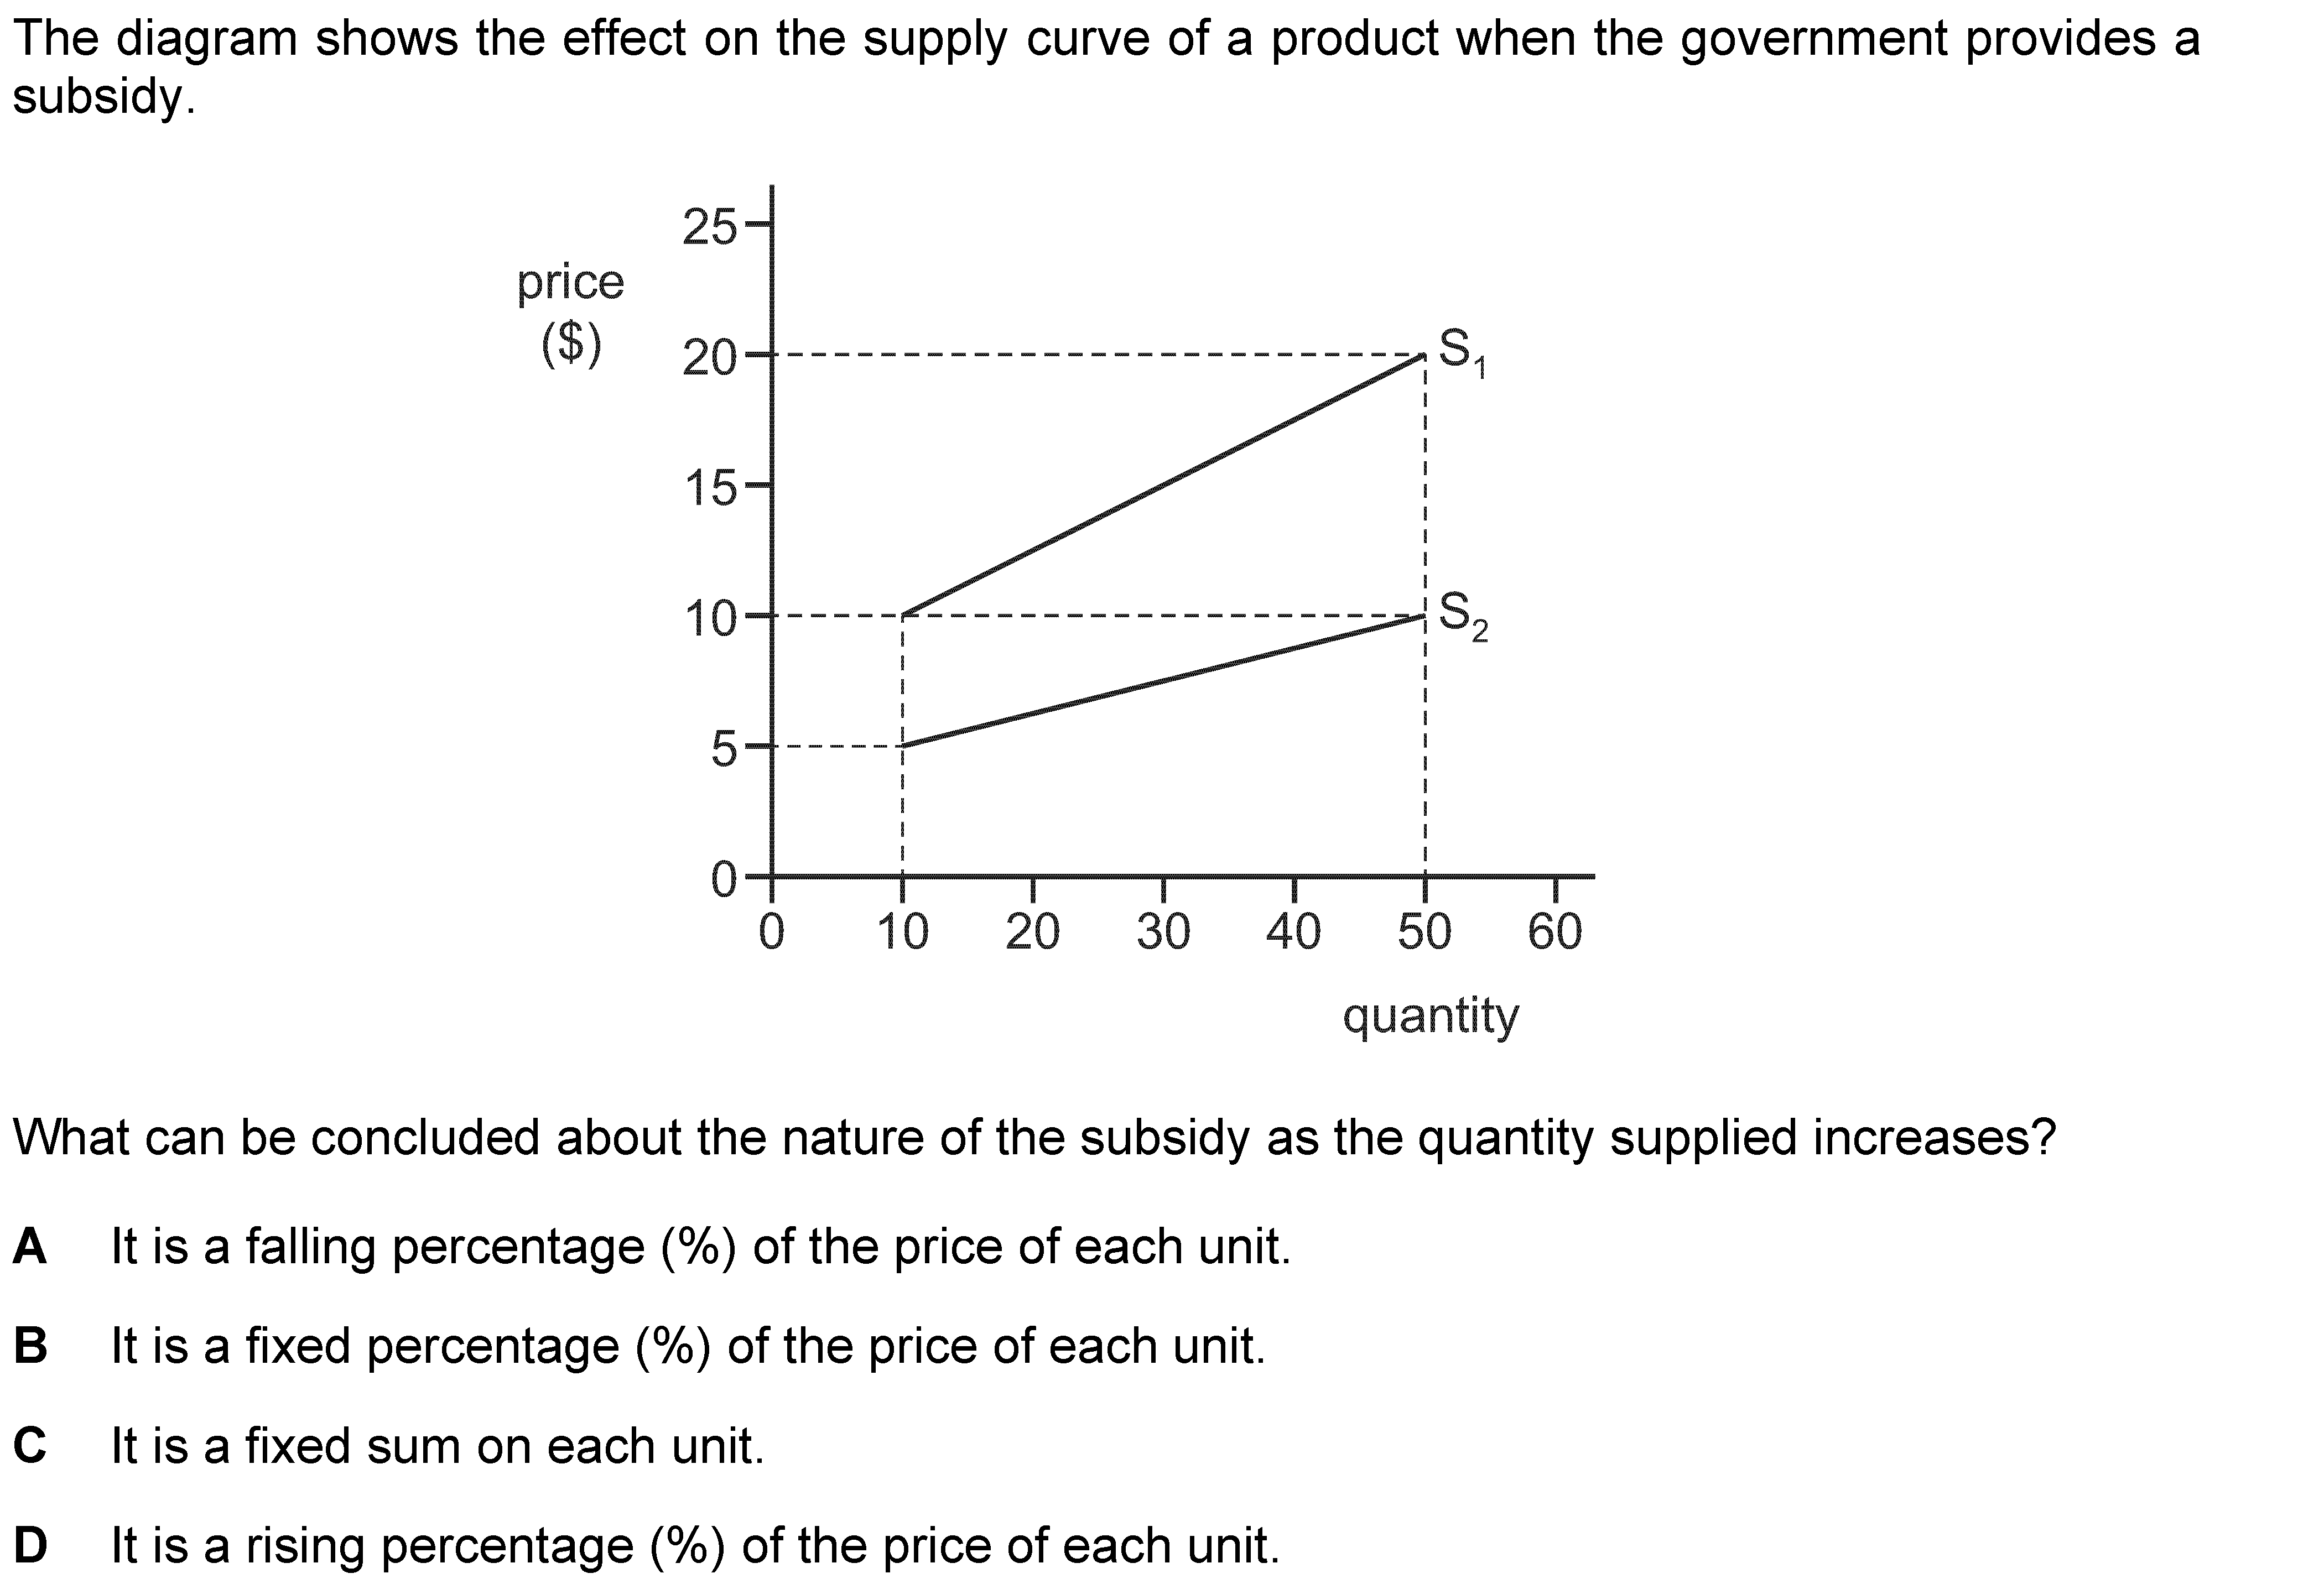 The diagram shows the effect on the supply curve of a product when the government provides a
subsidy.
25
price
($)
20
S1
15
10
S2
5
0
0 10 20 30 40 50 60
quantity
What can be concluded about the nature of the subsidy as the quantity supplied increases?
A It is a falling percentage (%) of the price of each unit.
B It is a fixed percentage (%) of the price of each unit.
C It is a fixed sum on each unit.
D It is a rising percentage (%) of the price of each unit.